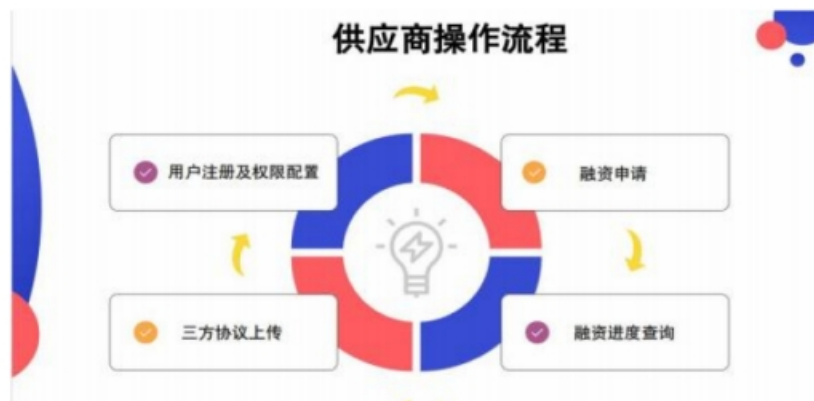 供应商操作流程
用户注册及权限配置
融资申请
三方协议上传
融资进度查询